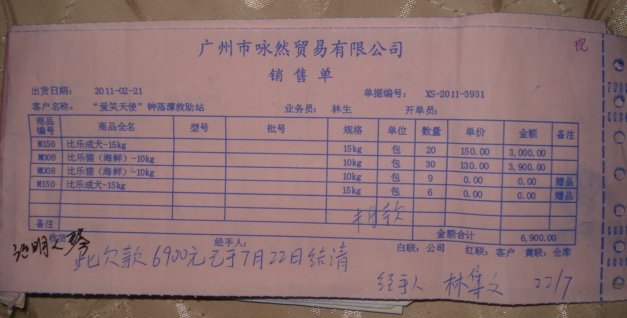 广州市咏然贸易有限公司
现
销售单
出货日期： 2011-02-21 单据编号： XS-2011-3931
客户名称： “爱笑天使”钟落潭救助站 业务员： 林生 开单员：
商品编号 商品全名 型号 批号 规格 单位 数量 单价 金额 备注
M150 比乐成犬-15kg 15kg 包 20 150.00 3,000.00
M008 比乐猫（海鲜）-10kg 10kg 包 30 130.00 3,900.00
M008 比乐猫（海鲜）-10kg 10kg 包 9 0.00 0.00 赠品
M150 比乐成犬-15kg 15kg 包 6 0.00 0.00 赠品
备注 金额合计 6,900.00
收货 经手人： 白联：公司 红联：客户 黄联：仓库
此欠款6900元已于7月22日结清
经手人 林集文 22/7